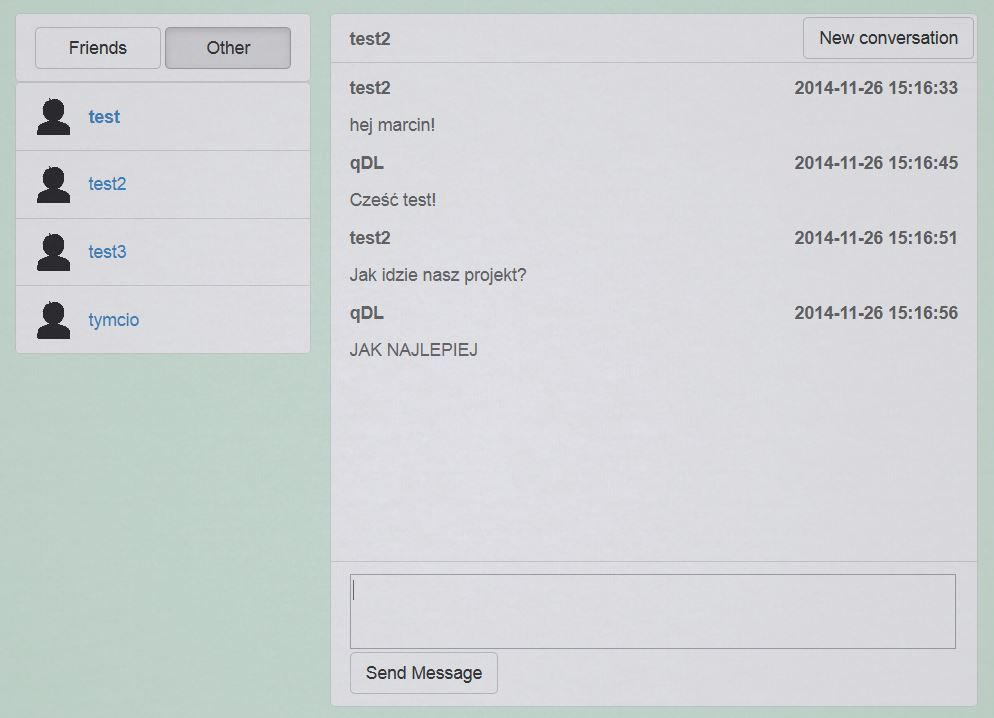 Friends
Other
test
test2
test3
tymcio
test2
New conversation
test2 2014-11-26 15:16:33
hej marcin!
qDL 2014-11-26 15:16:45
Cześć test!
test2 2014-11-26 15:16:51
Jak idzie nasz projekt?
qDL 2014-11-26 15:16:56
JAK NAJLEPIEJ
Send Message